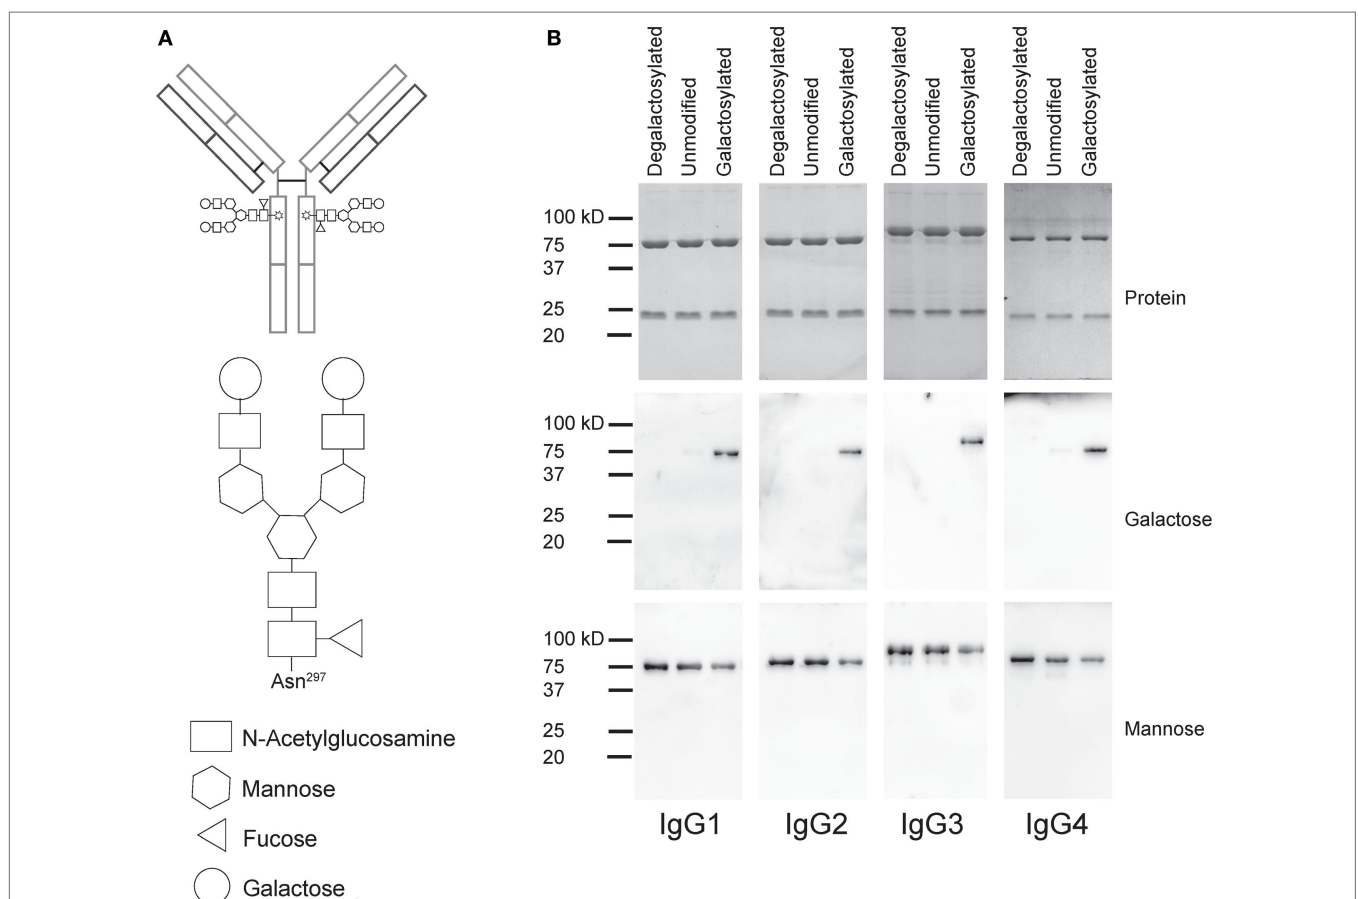 A
Asn297
N-Acetylglucosamine
Mannose
Fucose
Galactose
B
Degalactosylated
Unmodified
Galactosylated
Degalactosylated
Unmodified
Galactosylated
Degalactosylated
Unmodified
Galactosylated
Degalactosylated
Unmodified
Galactosylated
100 kD
75
37
25
20
Protein
100 kD
75
37
25
20
Galactose
100 kD
75
37
25
20
Mannose
IgG1 IgG2 IgG3 IgG4